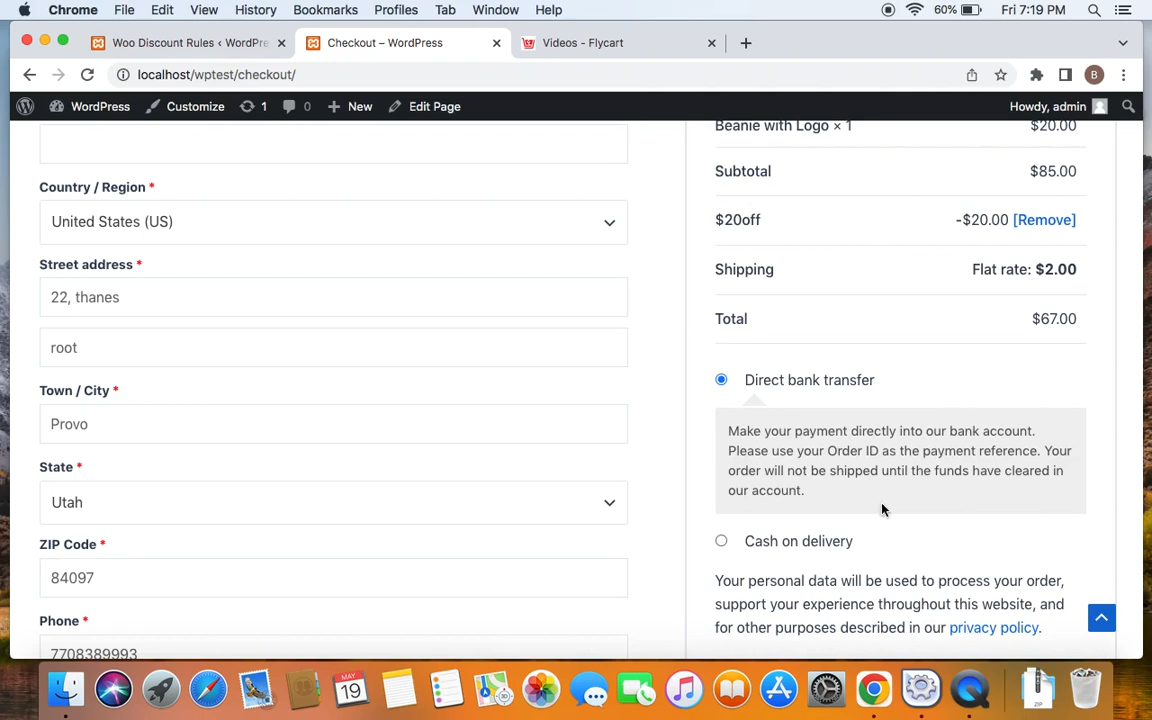 Chrome File Edit View History Bookmarks Profiles Tab Window Help 60% Fri 7:19 PM
Woo Discount Rules ‹ WordPre Checkout – WordPress Videos - Flycart
localhost/wptest/checkout/ B
WordPress Customize 1 0 New Edit Page Howdy, admin
Beanie with Logo × 1 $20.00
Country / Region *
Subtotal $85.00
United States (US)
$20off -$20.00 [Remove]
Street address *
Shipping Flat rate: $2.00
22, thanes
Total $67.00
root
Direct bank transfer
Town / City *
Provo
Make your payment directly into our bank account.
Please use your Order ID as the payment reference. Your
order will not be shipped until the funds have cleared in
our account.
State *
Utah
ZIP Code *
Cash on delivery
84097
Your personal data will be used to process your order,
support your experience throughout this website, and
for other purposes described in our privacy policy.
Phone *
7708389993
MAY
19
ZIP